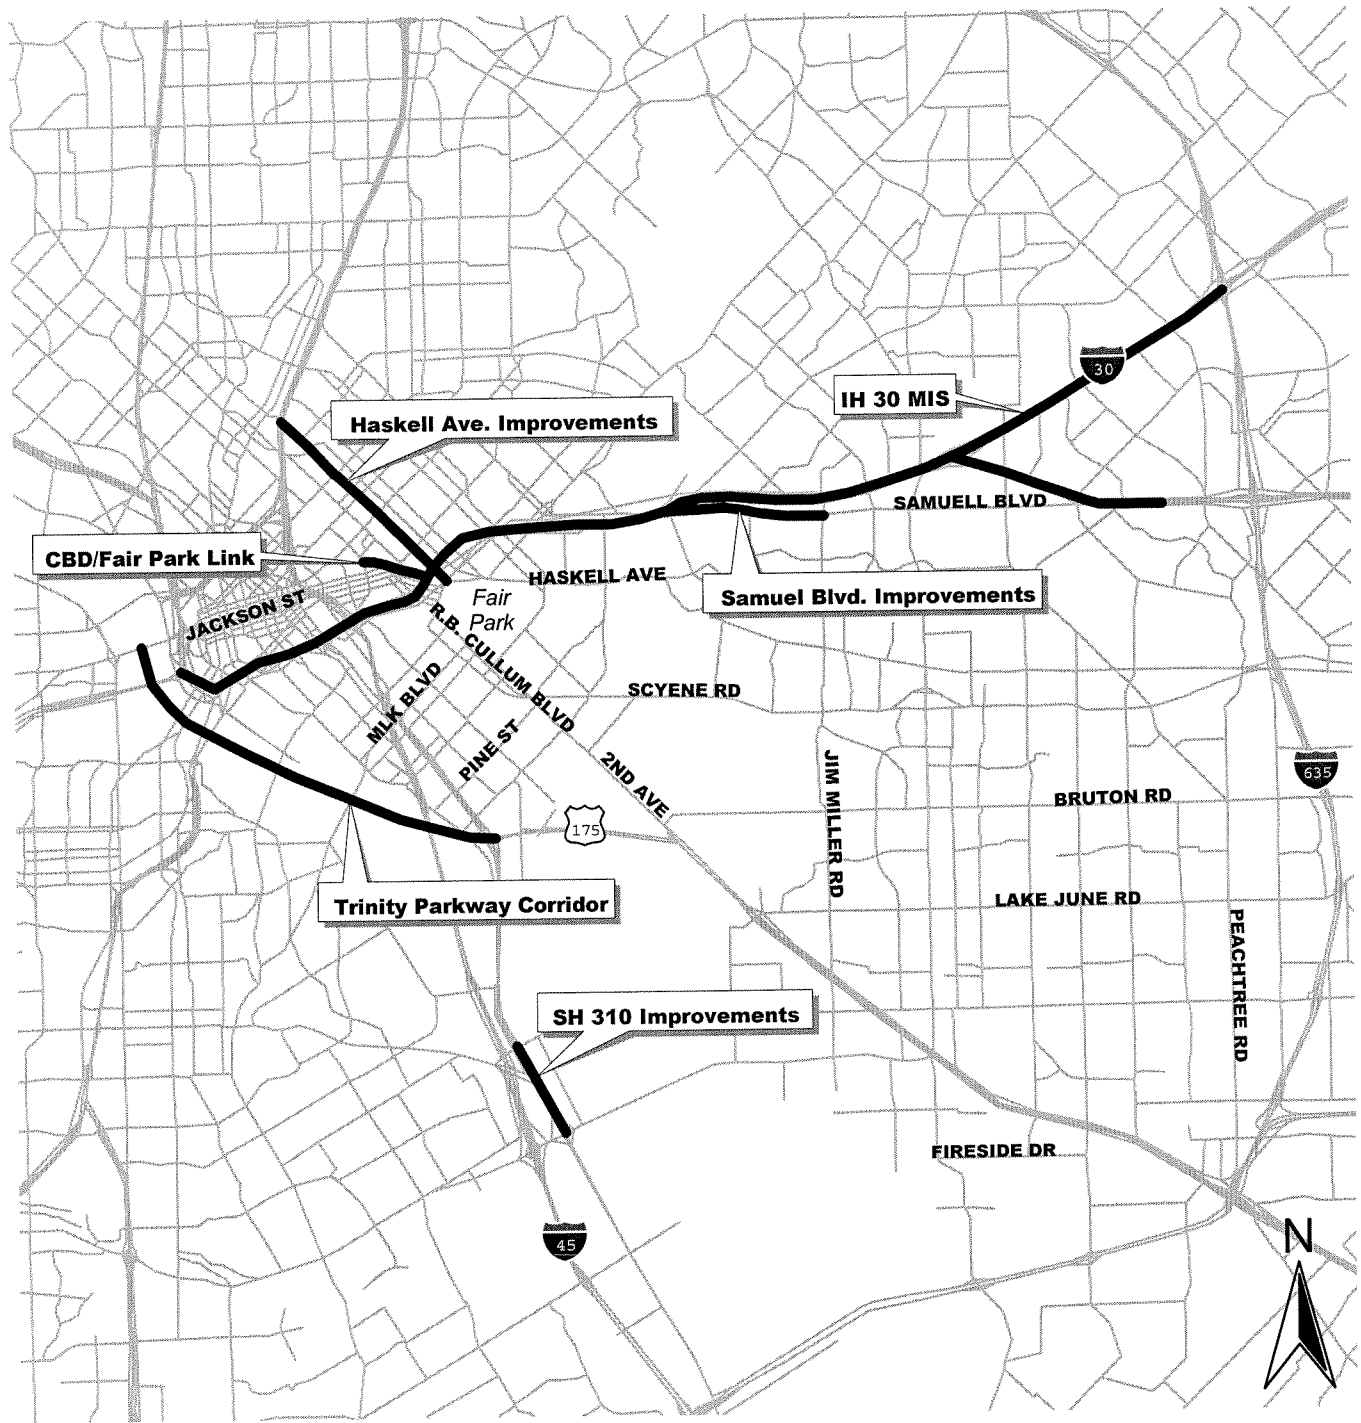 30
IH 30 MIS
Haskell Ave. Improvements
SAMUELL BLVD
CBD/Fair Park Link
HASKELL AVE
Samuel Blvd. Improvements
Fair
Park
JACKSON ST
R.B. CULLUM BLVD
MLK BLVD
SCYENE RD
PINE ST
2ND AVE
JIM MILLER RD
635
BRUTON RD
175
Trinity Parkway Corridor
LAKE JUNE RD
PEACHTREE RD
SH 310 Improvements
FIRESIDE DR
45
N